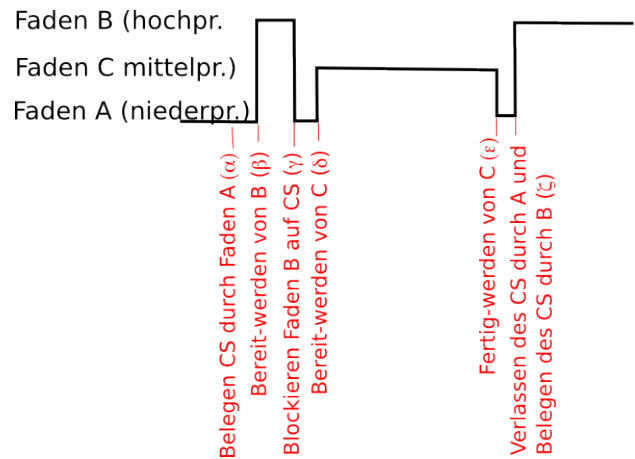 Faden B (hochpr.
Faden C mittelpr.)
Faden A (niederpr.)
Belegen CS durch Faden A (α)
Bereit-werden von B (β)
Blockieren Faden B auf CS (γ)
Bereit-werden von C (δ)
Fertig-werden von C (ε)
Verlassen des CS durch A und
Belegen des CS durch B (ζ)